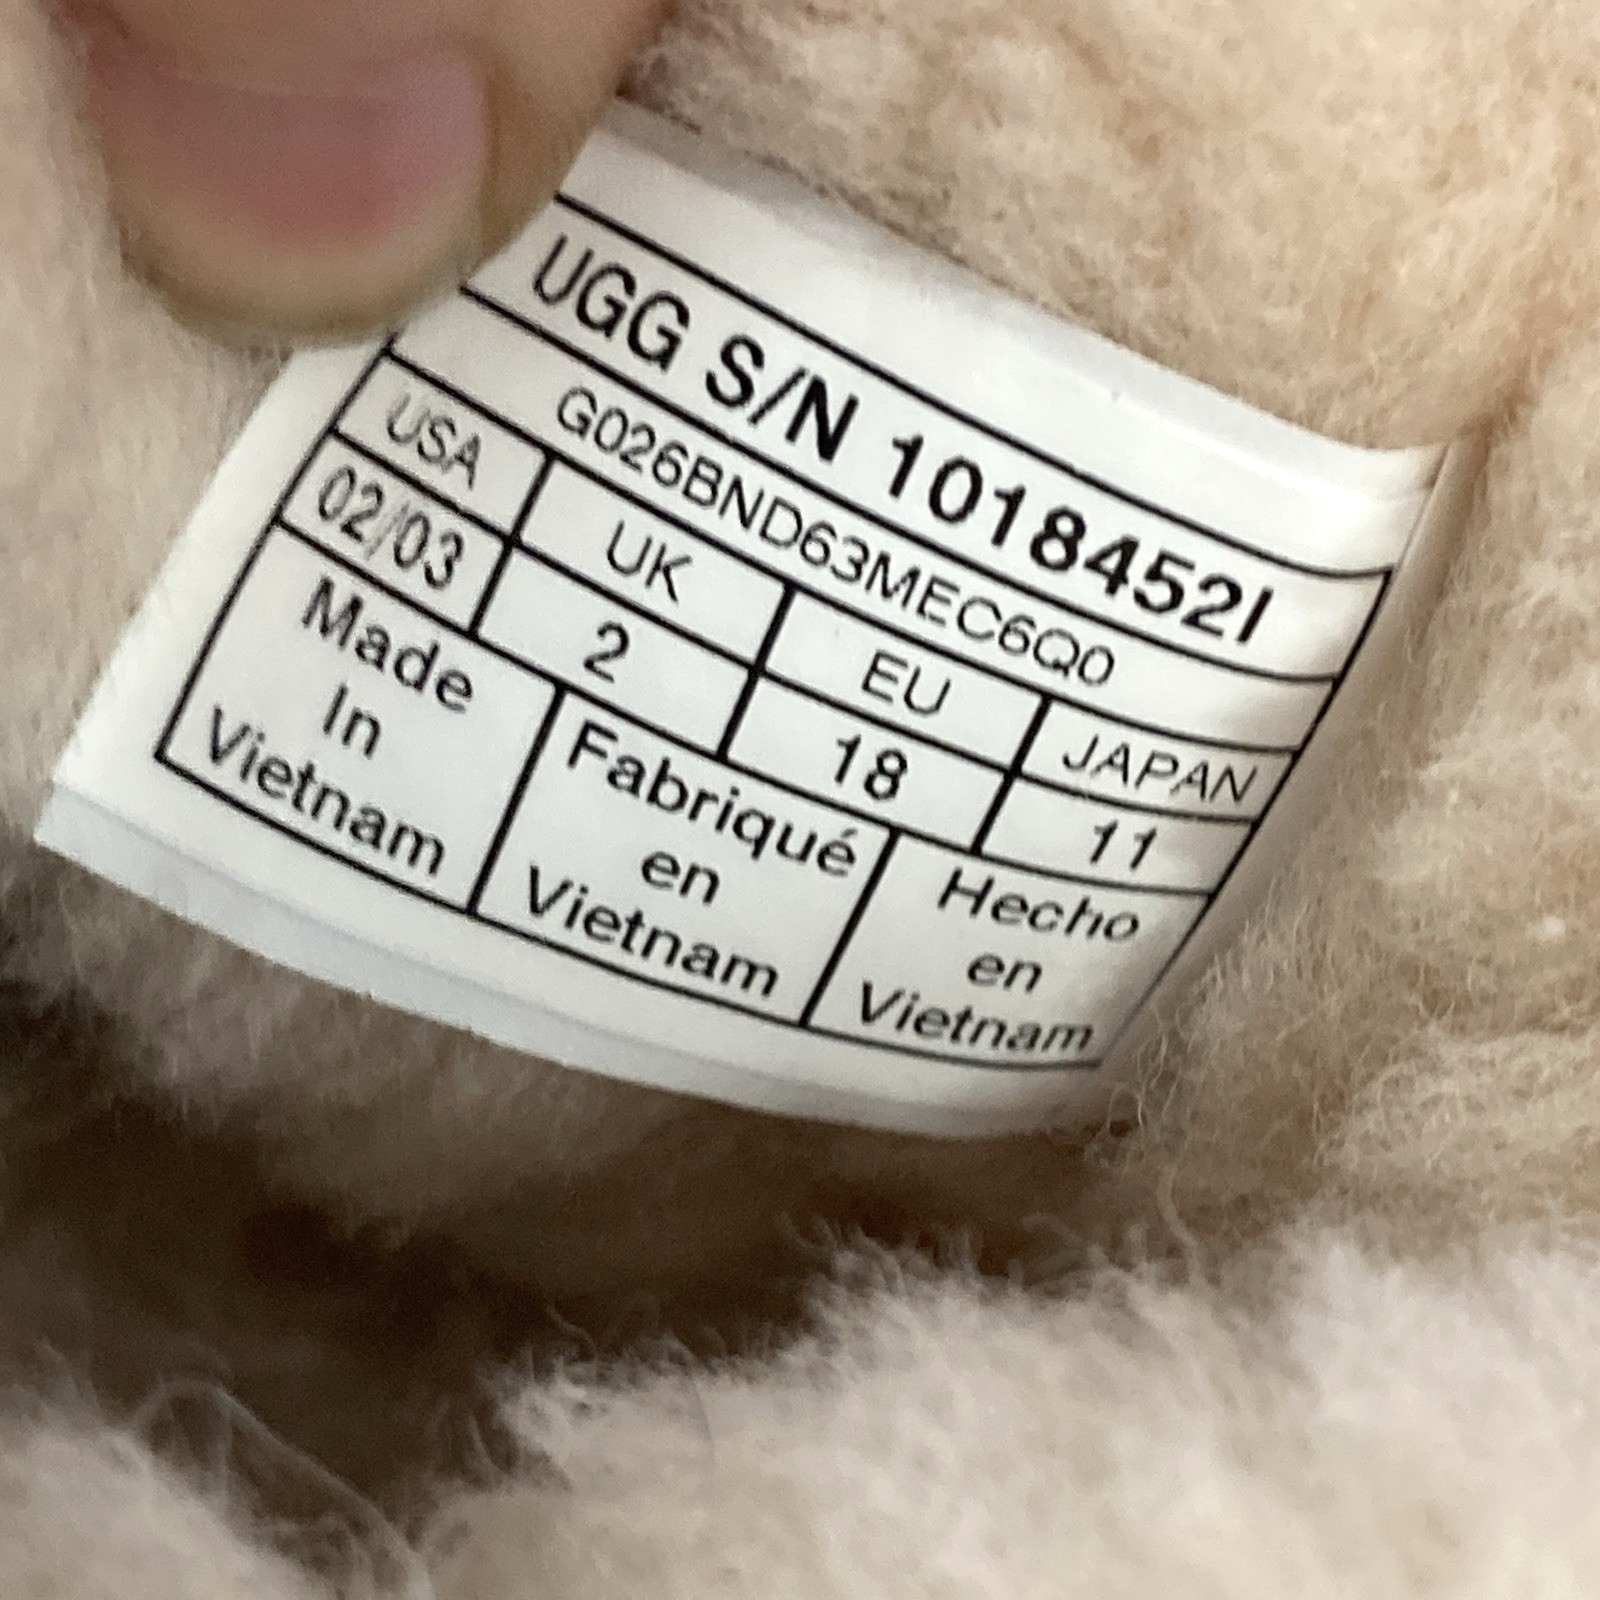 UGG S/N 1018452I
G026BND63MEC6Q0
USA UK EU JAPAN
02/03 2 18 11
Made
In
Vietnam
Fabriqué
en
Vietnam
Hecho
en
Vietnam